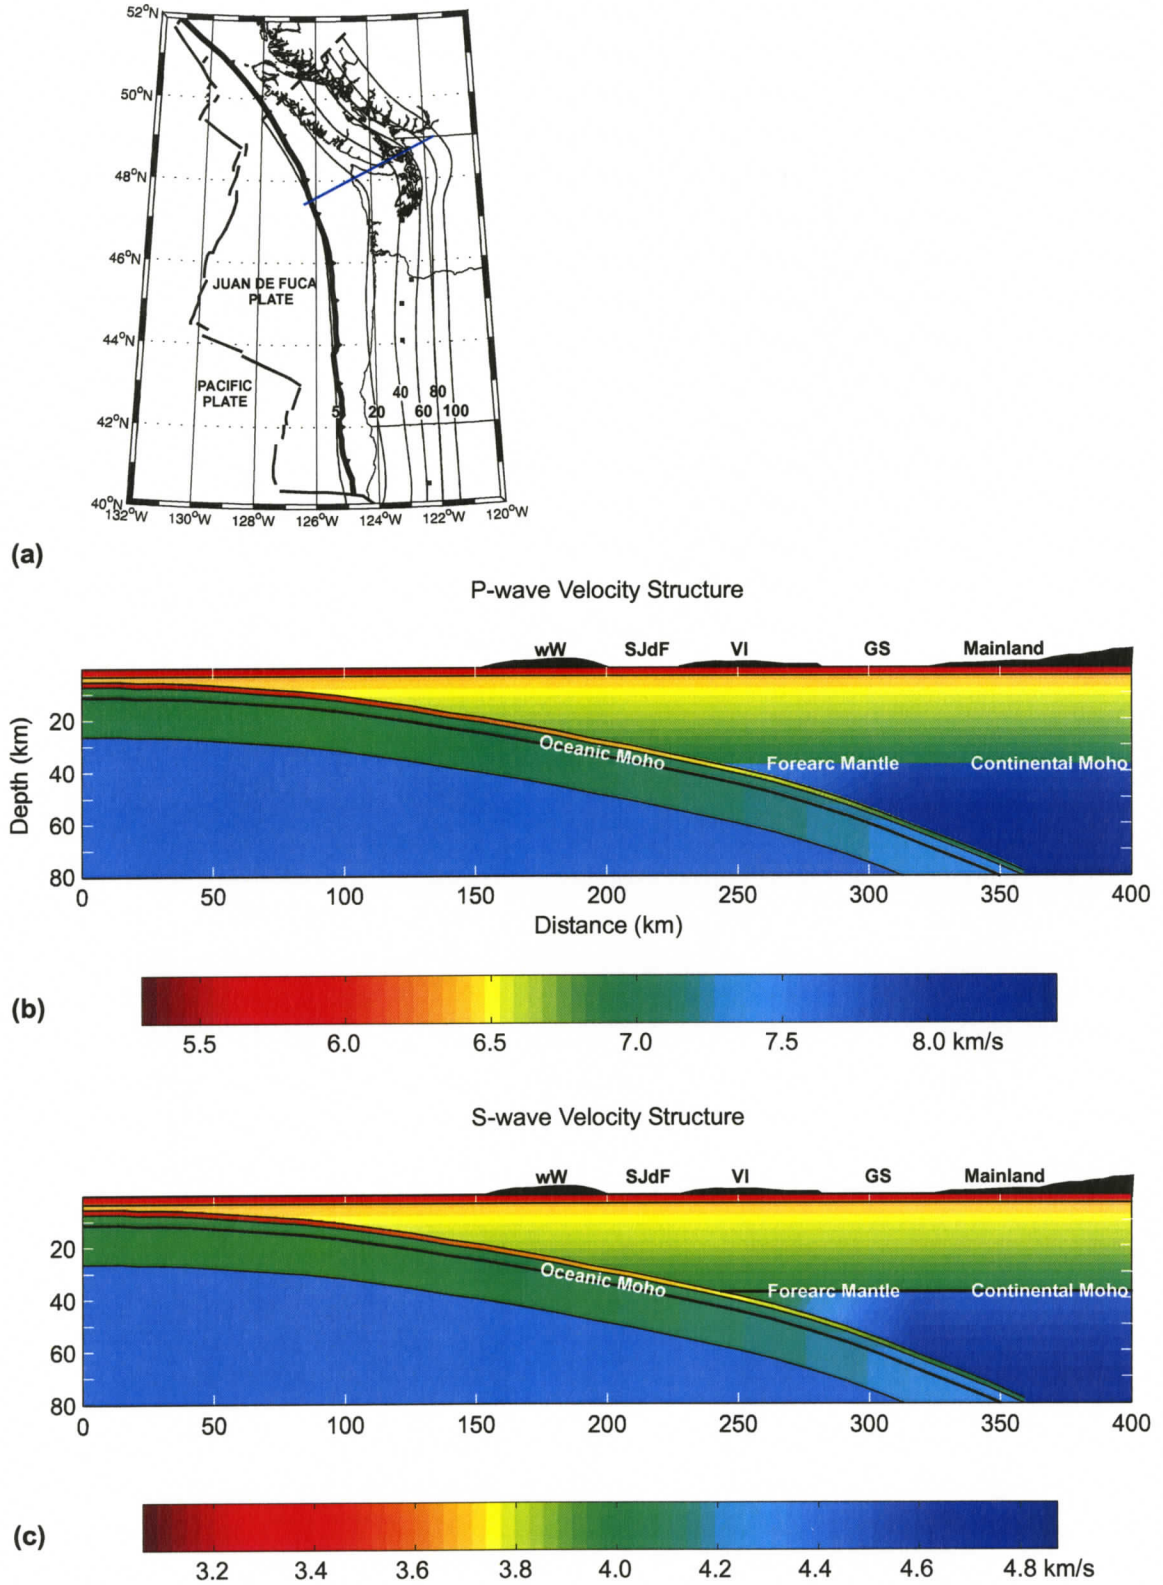 52°N
50°N
48°N
46°N
44°N
42°N
40°N
JUAN DE FUCA
PLATE
PACIFIC
PLATE
5 20 40 60 80 100
132°W 130°W 128°W 126°W 124°W 122°W 120°W
(a)
P-wave Velocity Structure
wW SJdF VI GS Mainland
Depth (km)
20
40
60
80
Oceanic Moho
Forearc Mantle
Continental Moho
0 50 100 150 200 250 300 350 400
Distance (km)
(b)
5.5 6.0 6.5 7.0 7.5 8.0 km/s
S-wave Velocity Structure
wW SJdF VI GS Mainland
20
40
60
80
Oceanic Moho
Forearc Mantle
Continental Moho
0 50 100 150 200 250 300 350 400
(c)
3.2 3.4 3.6 3.8 4.0 4.2 4.4 4.6 4.8 km/s